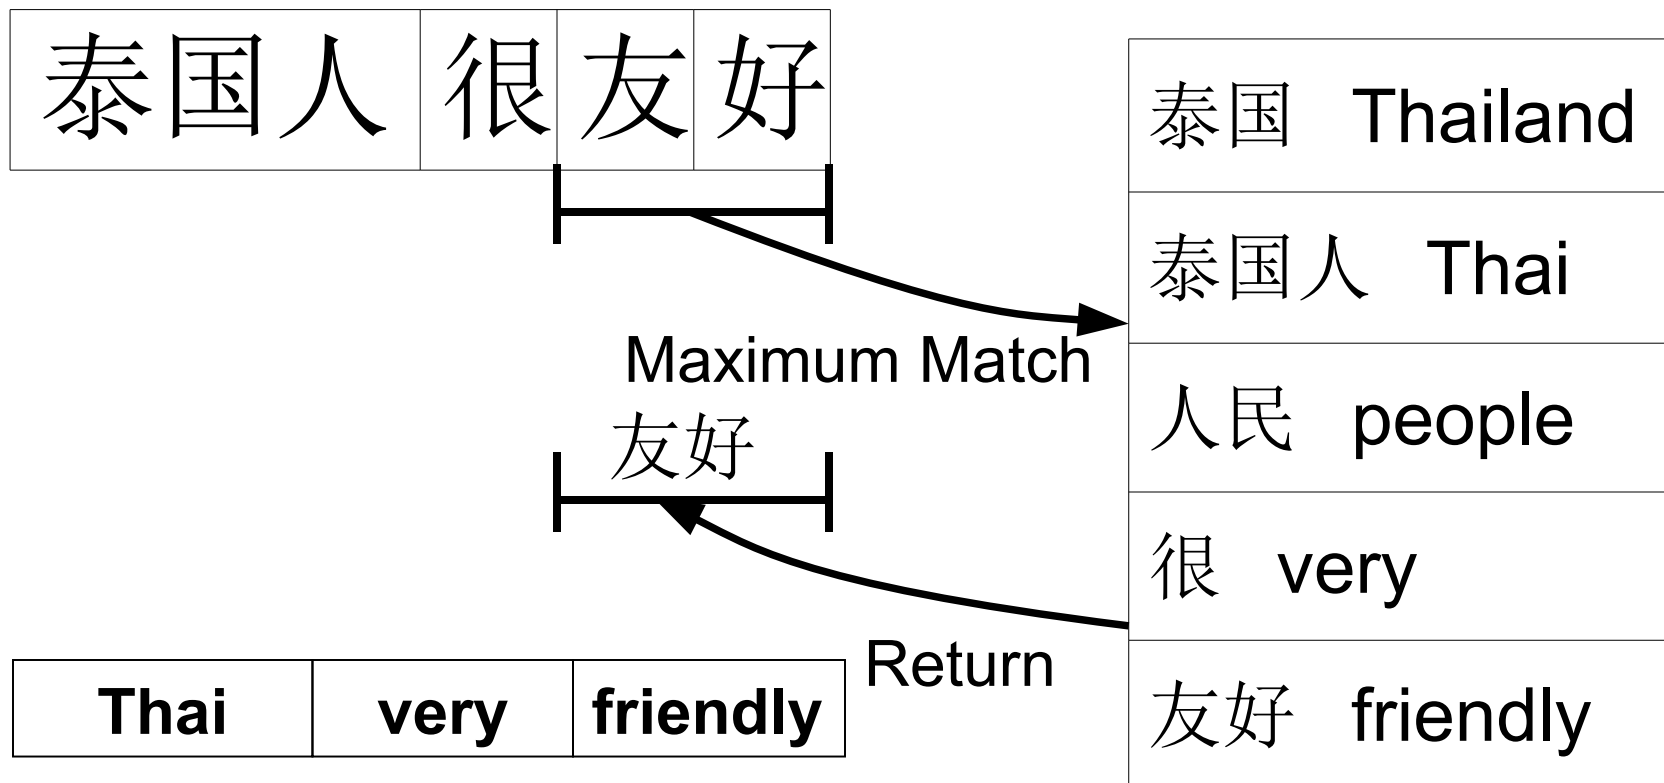 泰国人 很 友 好
Maximum Match
友好
Return
Thai very friendly
泰国 Thailand
泰国人 Thai
人民 people
很 very
友好 friendly